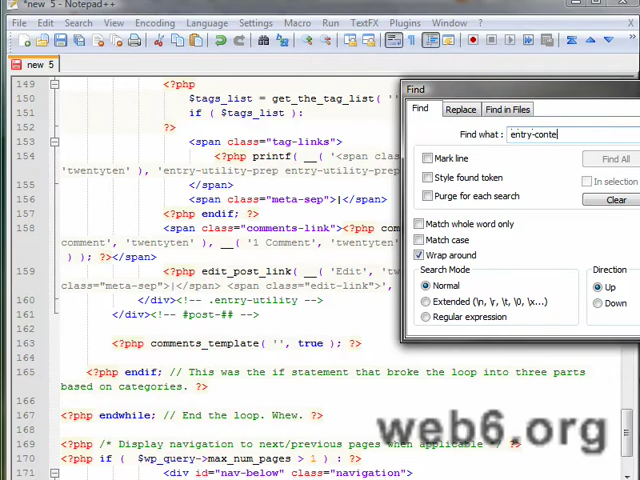 *new 5 - Notepad++
File Edit Search View Encoding Language Settings Macro Run TextFX Plugins Window ?
new 5
149 <?php
150 $tags_list = get_the_tag_list( ''
151 if ( $tags_list ):
152 ?>
153 <span class="tag-links">
154 <?php printf( __( '<span clas
'twentyten' ), 'entry-utility-prep entry-utility-prep
155 </span>
156 <span class="meta-sep">|</span>
157 <?php endif; ?>
158 <span class="comments-link"><?php com
comment', 'twentyten' ), __( '1 Comment', 'twentyten'
) ); ?></span>
159 <?php edit_post_link( __( 'Edit', 'twe
class="meta-sep">|</span> <span class="edit-link">',
160 </div><!-- .entry-utility -->
161 </div><!-- #post-## -->
162
163 <?php comments_template( '', true ); ?>
164
165 <?php endif; // This was the if statement that broke the loop into three parts
based on categories. ?>
166
167 <?php endwhile; // End the loop. Whew. ?>
168
169 <?php /* Display navigation to next/previous pages when applicable */ ?>
170 <?php if ( $wp_query->max_num_pages > 1 ) : ?>
171 <div id="nav-below" class="navigation">
Find
Find Replace Find in Files
Find what : entry-conte
Mark line Find All
Style found token In selection
Purge for each search Clear
Match whole word only
Match case
Wrap around
Search Mode Direction
Normal Up
Extended (\n, \r, \t, \0, \x...) Down
Regular expression
web6.org